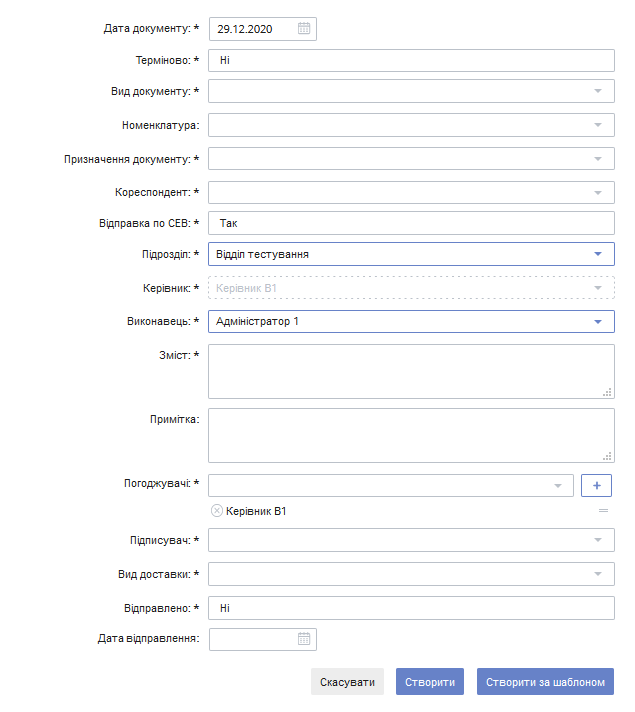 Дата документу: * 29.12.2020
Терміново: * Ні
Вид документу: *
Номенклатура:
Призначення документу: *
Кореспондент: *
Відправка по СЕВ: * Так
Підрозділ: * Відділ тестування
Керівник: * Керівник В1
Виконавець: * Адміністратор 1
Зміст: *
Примітка:
Погоджувачі: * +
Керівник В1
Підписувач: *
Вид доставки: *
Відправлено: * Ні
Дата відправлення:
Скасувати Створити Створити за шаблоном